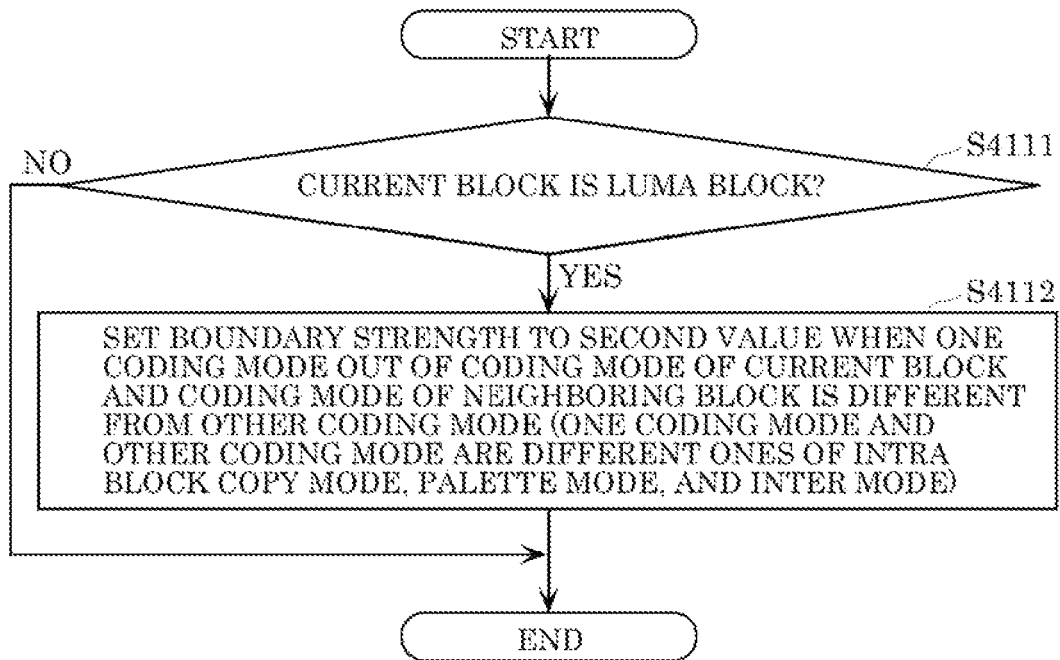 START
S4111
NO
CURRENT BLOCK IS LUMA BLOCK?
YES
S4112
SET BOUNDARY STRENGTH TO SECOND VALUE WHEN ONE
CODING MODE OUT OF CODING MODE OF CURRENT BLOCK
AND CODING MODE OF NEIGHBORING BLOCK IS DIFFERENT
FROM OTHER CODING MODE (ONE CODING MODE AND
OTHER CODING MODE ARE DIFFERENT ONES OF INTRA
BLOCK COPY MODE, PALETTE MODE, AND INTER MODE)
END